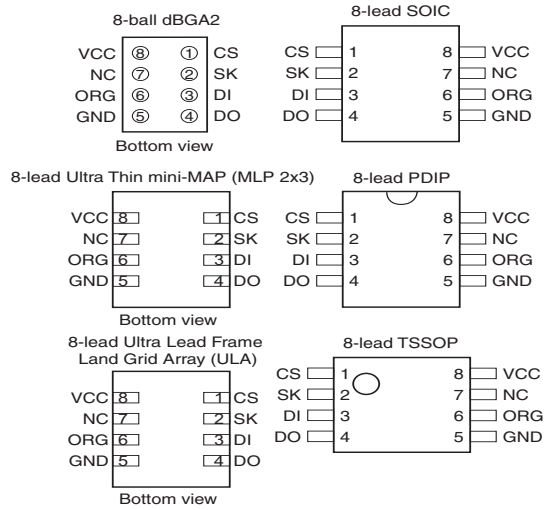 8-ball dBGA2
VCC 8 1 CS
NC 7 2 SK
ORG 6 3 DI
GND 5 4 DO
Bottom view
8-lead SOIC
CS 1 8 VCC
SK 2 7 NC
DI 3 6 ORG
DO 4 5 GND
8-lead Ultra Thin mini-MAP (MLP 2x3)
VCC 8 1 CS
NC 7 2 SK
ORG 6 3 DI
GND 5 4 DO
Bottom view
8-lead PDIP
CS 1 8 VCC
SK 2 7 NC
DI 3 6 ORG
DO 4 5 GND
8-lead Ultra Lead Frame
Land Grid Array (ULA)
VCC 8 1 CS
NC 7 2 SK
ORG 6 3 DI
GND 5 4 DO
Bottom view
8-lead TSSOP
CS 1 8 VCC
SK 2 7 NC
DI 3 6 ORG
DO 4 5 GND